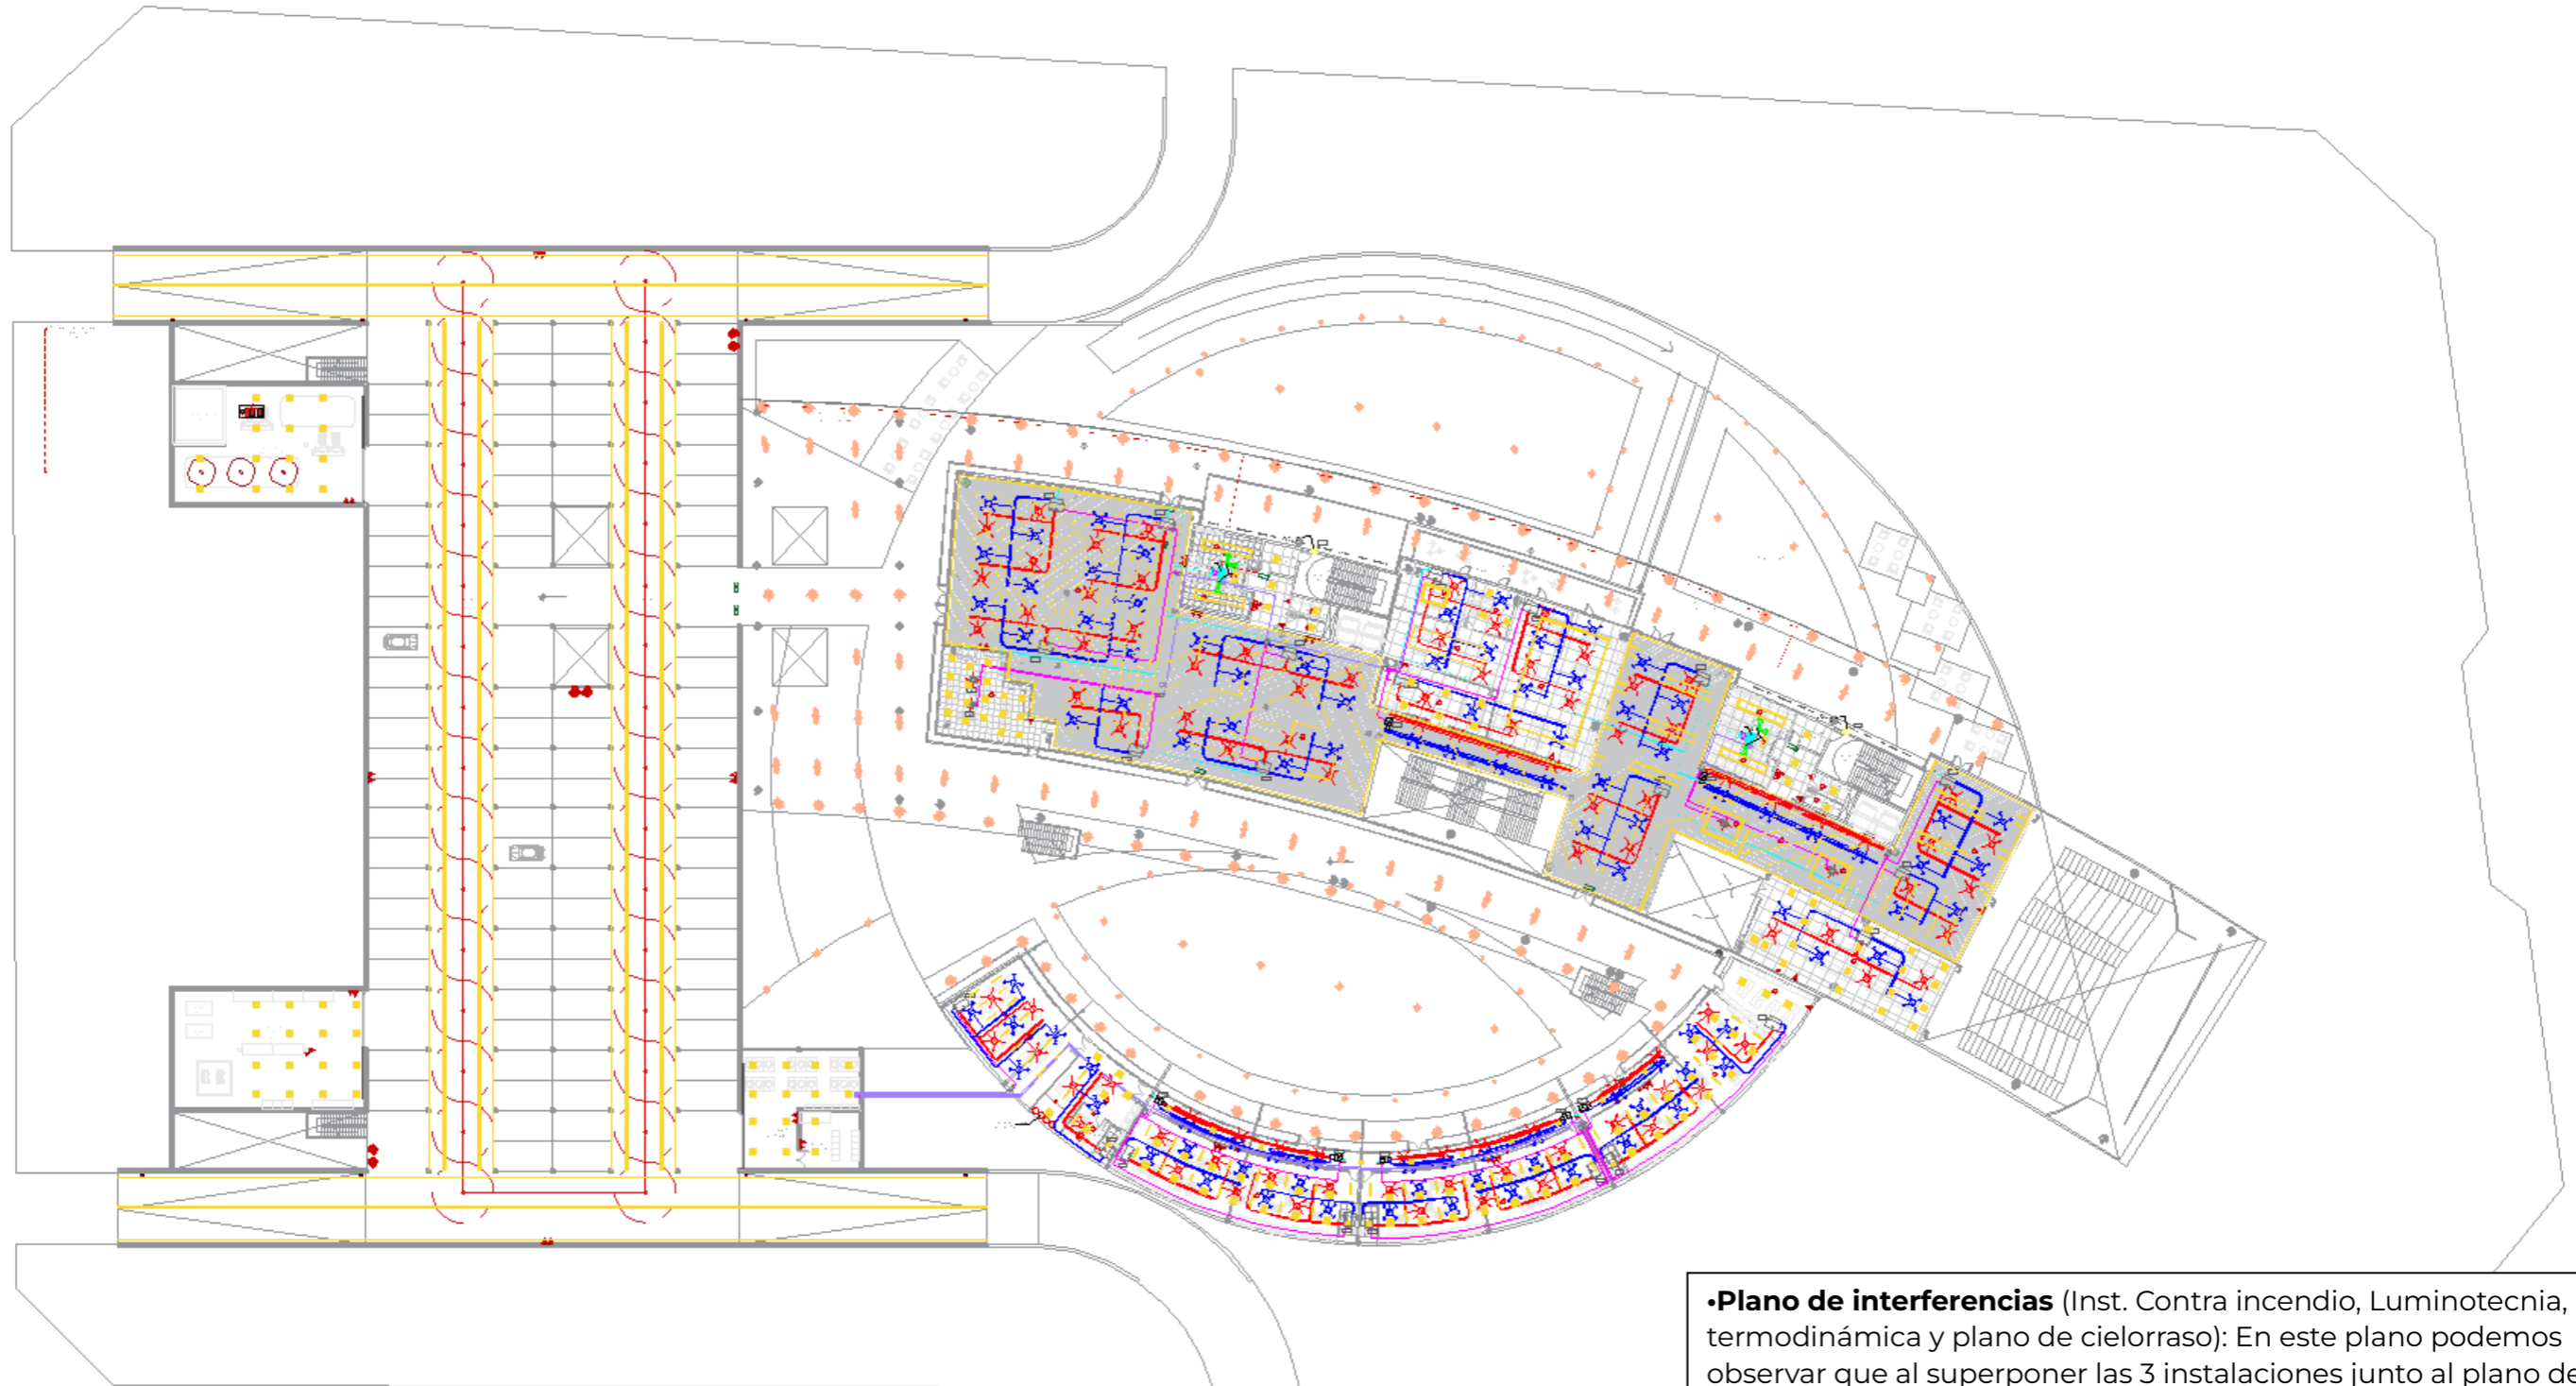 •Plano de interferencias (Inst. Contra incendio, Luminotecnia,
termodinámica y plano de cielorraso): En este plano podemos
observar que al superponer las 3 instalaciones junto al plano de